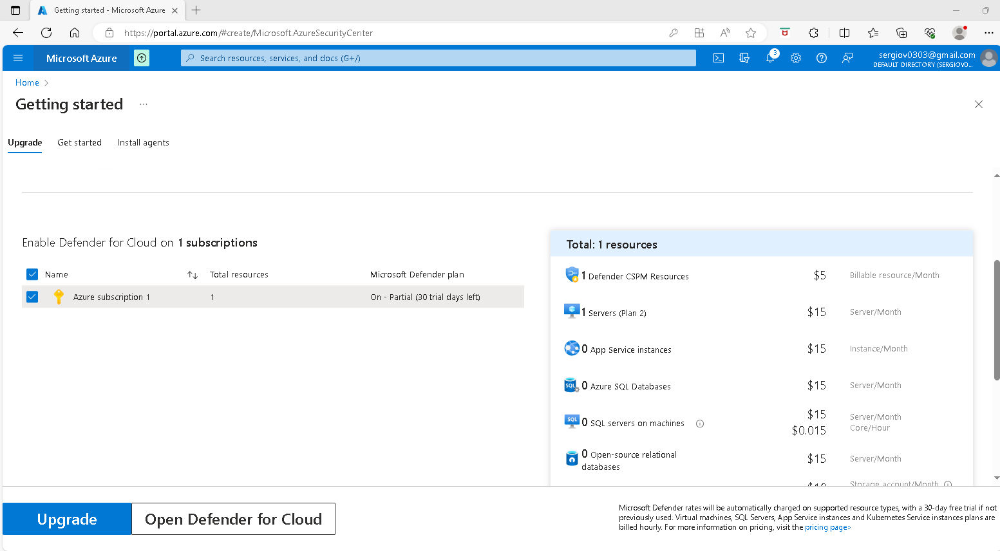 Getting started - Microsoft Azure
https://portal.azure.com/#create/Microsoft.AzureSecurityCenter
Microsoft Azure
Search resources, services, and docs (G+/)
3
sergiov0303@gmail.com
DEFAULT DIRECTORY (SERGIOV0...
Home
Getting started
Upgrade Get started Install agents
Enable Defender for Cloud on 1 subscriptions
Name Total resources Microsoft Defender plan
Azure subscription 1 1 On - Partial (30 trial days left)
Total: 1 resources
1 Defender CSPM Resources $5 Billable resource/Month
1 Servers (Plan 2) $15 Server/Month
0 App Service instances $15 Instance/Month
SQL 0 Azure SQL Databases $15 Server/Month
SQL 0 SQL servers on machines $15 Server/Month
$0.015 Core/Hour
0 Open-source relational
databases $15 Server/Month
$10 Storage account/Month
Upgrade Open Defender for Cloud
Microsoft Defender rates will be automatically charged on supported resource types, with a 30-day free trial if not
previously used. Virtual machines, SQL Servers, App Service instances and Kubernetes Service instances plans are
billed hourly. For more information on pricing, visit the pricing page>